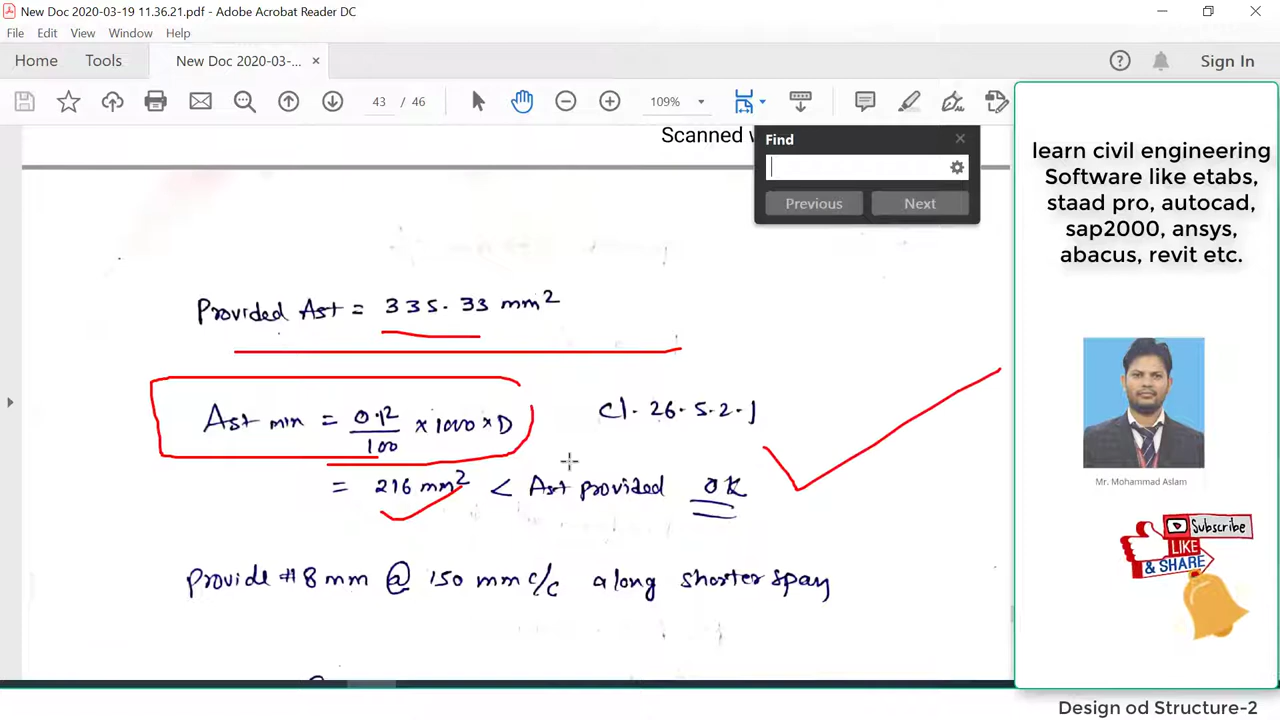 New Doc 2020-03-19 11.36.21.pdf - Adobe Acrobat Reader DC
File Edit View Window Help
Home Tools New Doc 2020-03-... × Sign In
43 / 46 109%
Scanned w
Find
Previous Next
Provided Ast = 335.33 mm²
Ast min = 0.12/100 × 1000 × D cl. 26.5.2.1
= 216 mm² < Ast provided OK
Provide #8mm @ 150 mm c/c along shorter span
learn civil engineering
Software like etabs,
staad pro, autocad,
sap2000, ansys,
abacus, revit etc.
Mr. Mohammad Aslam
Subscribe
LIKE
& SHARE
Design od Structure-2